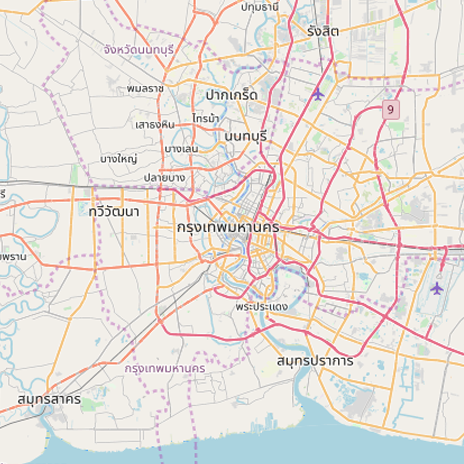 ปทุมธานี
รังสิต
จังหวัดนนทบุรี
พิมลราช
ปากเกร็ด
9
เสาธงหิน
ไทรม้า
นนทบุรี
บางใหญ่
บางเลน
ปลายบาง
ทวีวัฒนา
กรุงเทพมหานคร
พระประแดง
สมุทรปราการ
กรุงเทพมหานคร
สมุทรสาคร